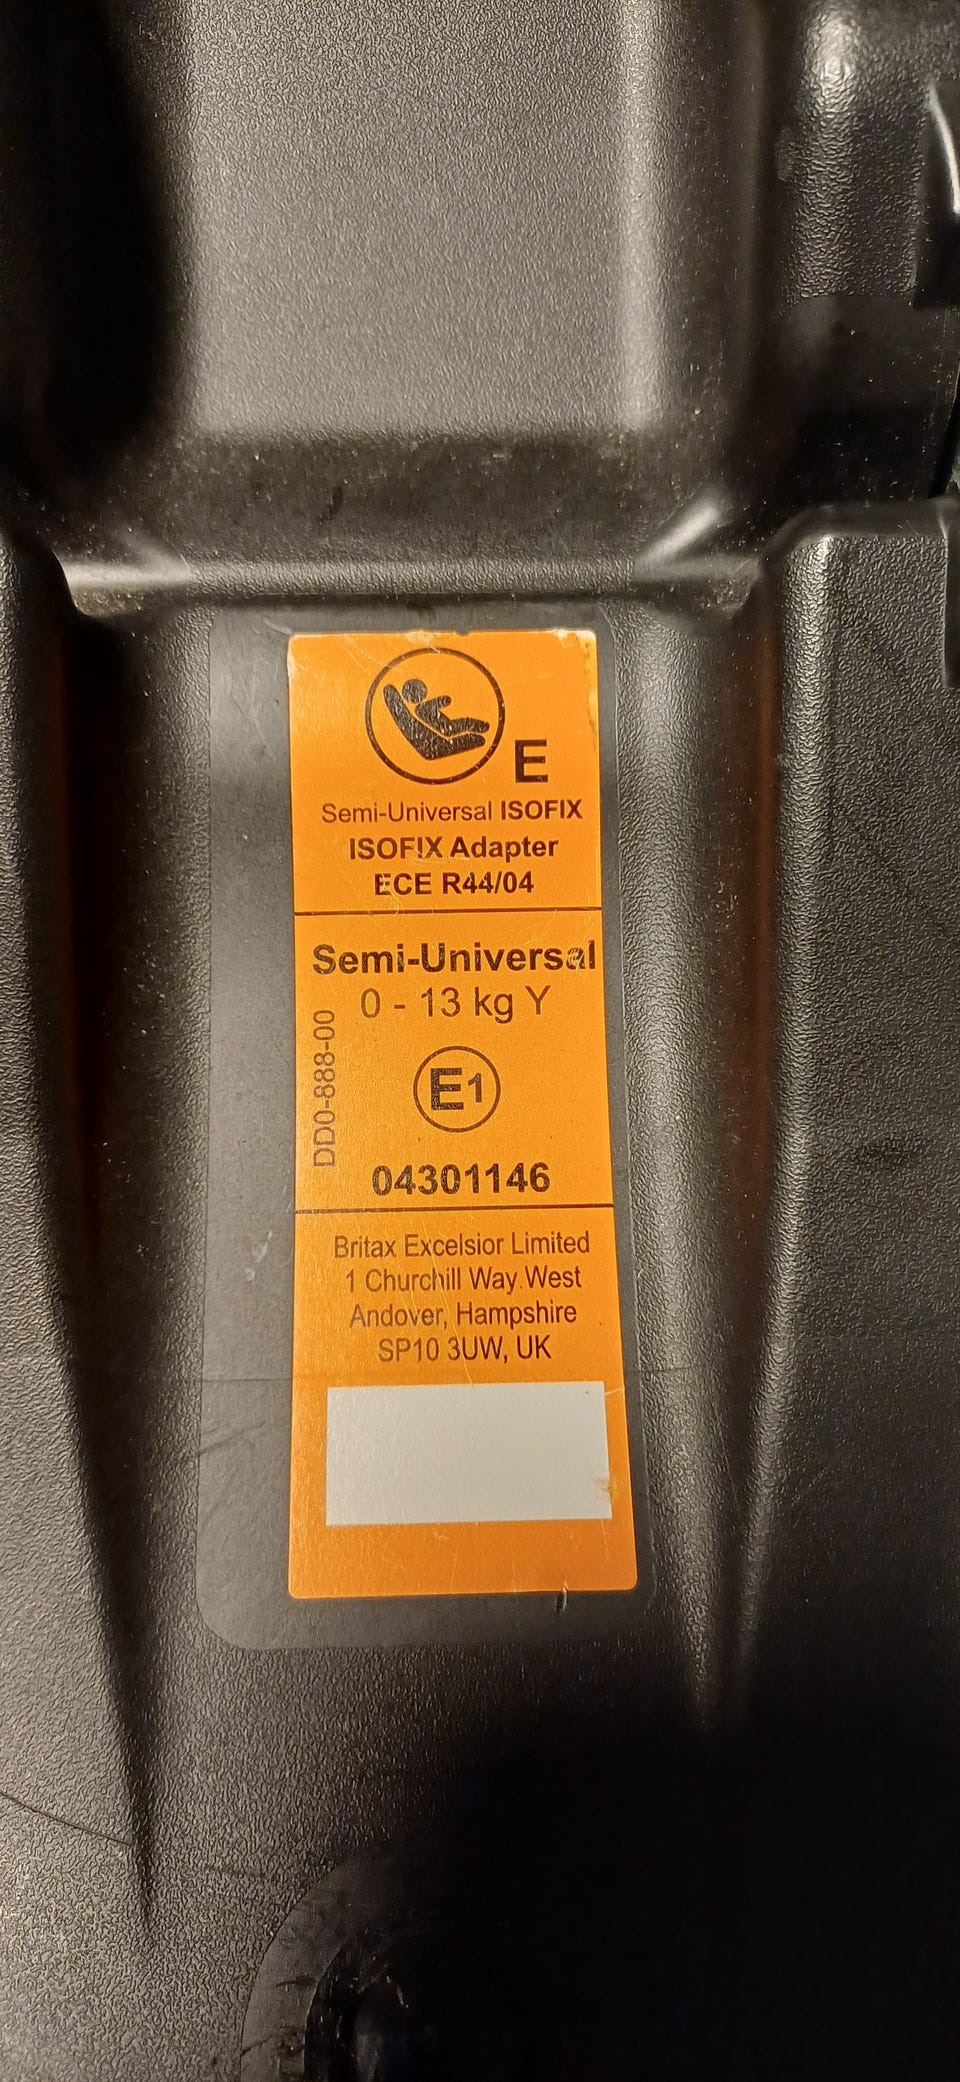 E
Semi-Universal ISOFIX
ISOFIX Adapter
ECE R44/04
Semi-Universal
0 - 13 kg Y
DD0-888-00
E1
04301146
Britax Excelsior Limited
1 Churchill Way West
Andover, Hampshire
SP10 3UW, UK